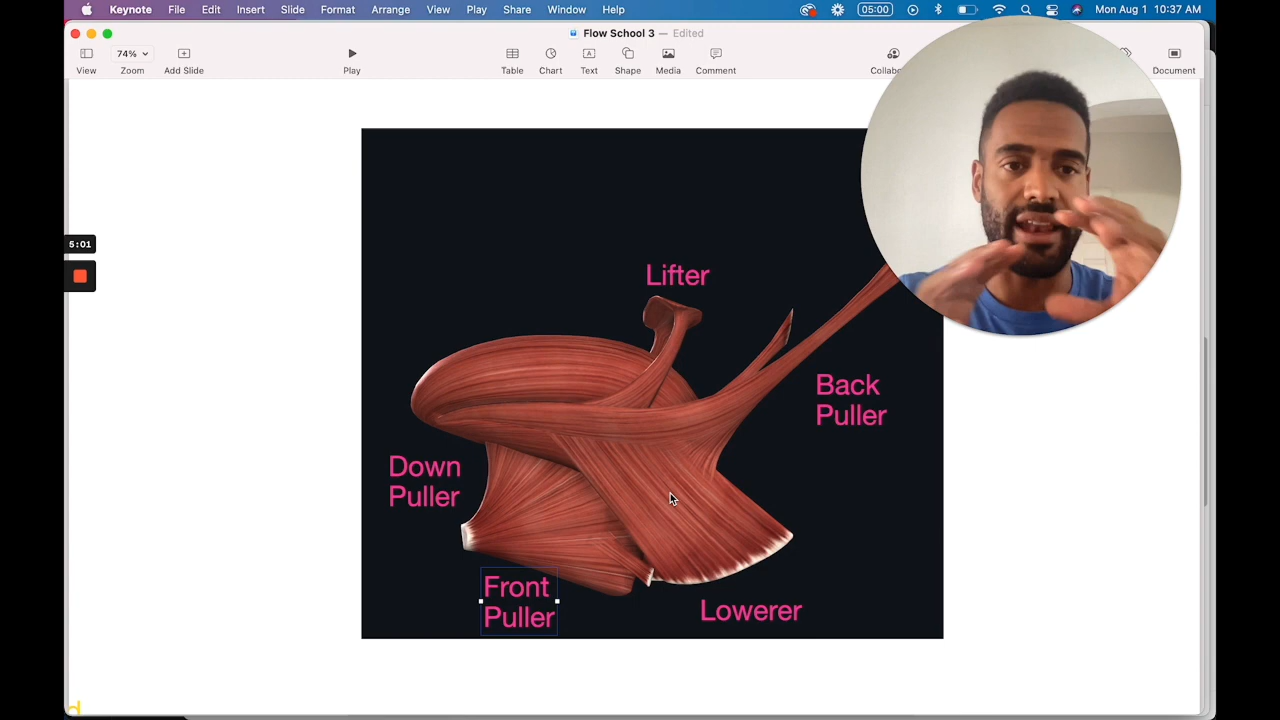 Keynote File Edit Insert Slide Format Arrange View Play Share Window Help 05:00 Mon Aug 1 10:37 AM
Flow School 3 — Edited
74%
View Zoom Add Slide Play Table Chart Text Shape Media Comment Document
5:01
Lifter
Back
Puller
Down
Puller
Front
Puller
Lowerer